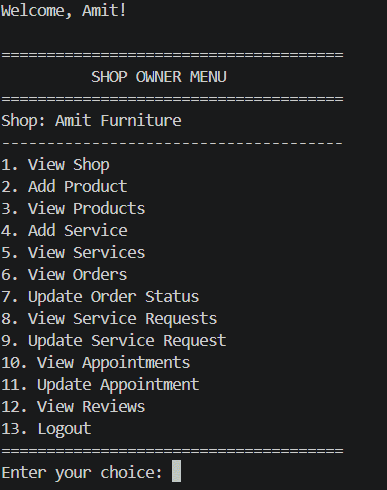 Welcome, Amit!
======================================
SHOP OWNER MENU
======================================
Shop: Amit Furniture
--------------------------------------
1. View Shop
2. Add Product
3. View Products
4. Add Service
5. View Services
6. View Orders
7. Update Order Status
8. View Service Requests
9. Update Service Request
10. View Appointments
11. Update Appointment
12. View Reviews
13. Logout
======================================
Enter your choice: